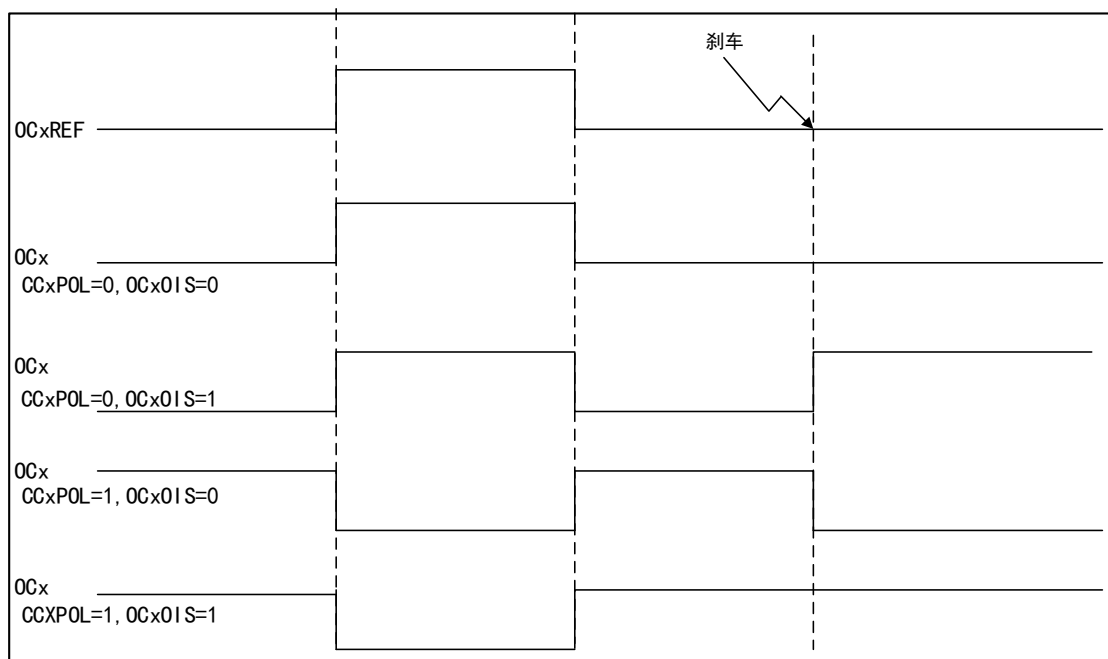 刹车
OCxREF
OCx
CCxPOL=0, OCxOIS=0
OCx
CCxPOL=0, OCxOIS=1
OCx
CCxPOL=1, OCxOIS=0
OCx
CCXPOL=1, OCxOIS=1